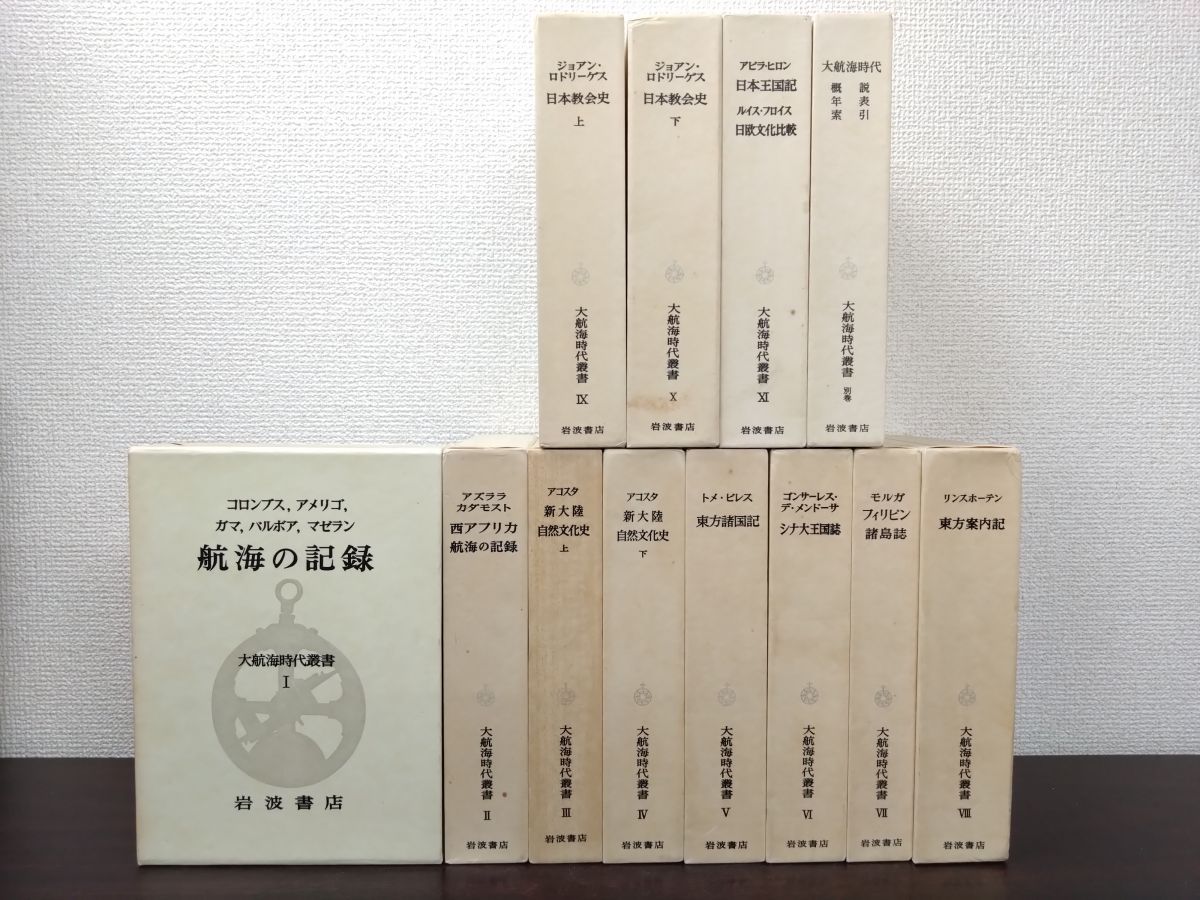 ジョアン・
ロドリーゲス
日本教会史
上
大航海時代叢書
IX
岩波書店
ジョアン・
ロドリーゲス
日本教会史
下
大航海時代叢書
X
岩波書店
アビラ・ヒロン
日本王国記
ルイス・フロイス
日欧文化比較
大航海時代叢書
XI
岩波書店
大航海時代
概説
年表
索引
大航海時代叢書
別巻
岩波書店
コロンブス, アメリゴ,
ガマ, バルボア, マゼラン
航海の記録
大航海時代叢書
I
岩波書店
アズララ
カダモスト
西アフリカ
航海の記録
大航海時代叢書
II
岩波書店
アコスタ
新大陸
自然文化史
上
大航海時代叢書
III
岩波書店
アコスタ
新大陸
自然文化史
下
大航海時代叢書
IV
岩波書店
トメ・ピレス
東方諸国記
大航海時代叢書
V
岩波書店
ゴンサーレス・
デ・メンドーサ
シナ大王国誌
大航海時代叢書
VI
岩波書店
モルガ
フィリピン
諸島誌
大航海時代叢書
VII
岩波書店
リンスホーテン
東方案内記
大航海時代叢書
VIII
岩波書店